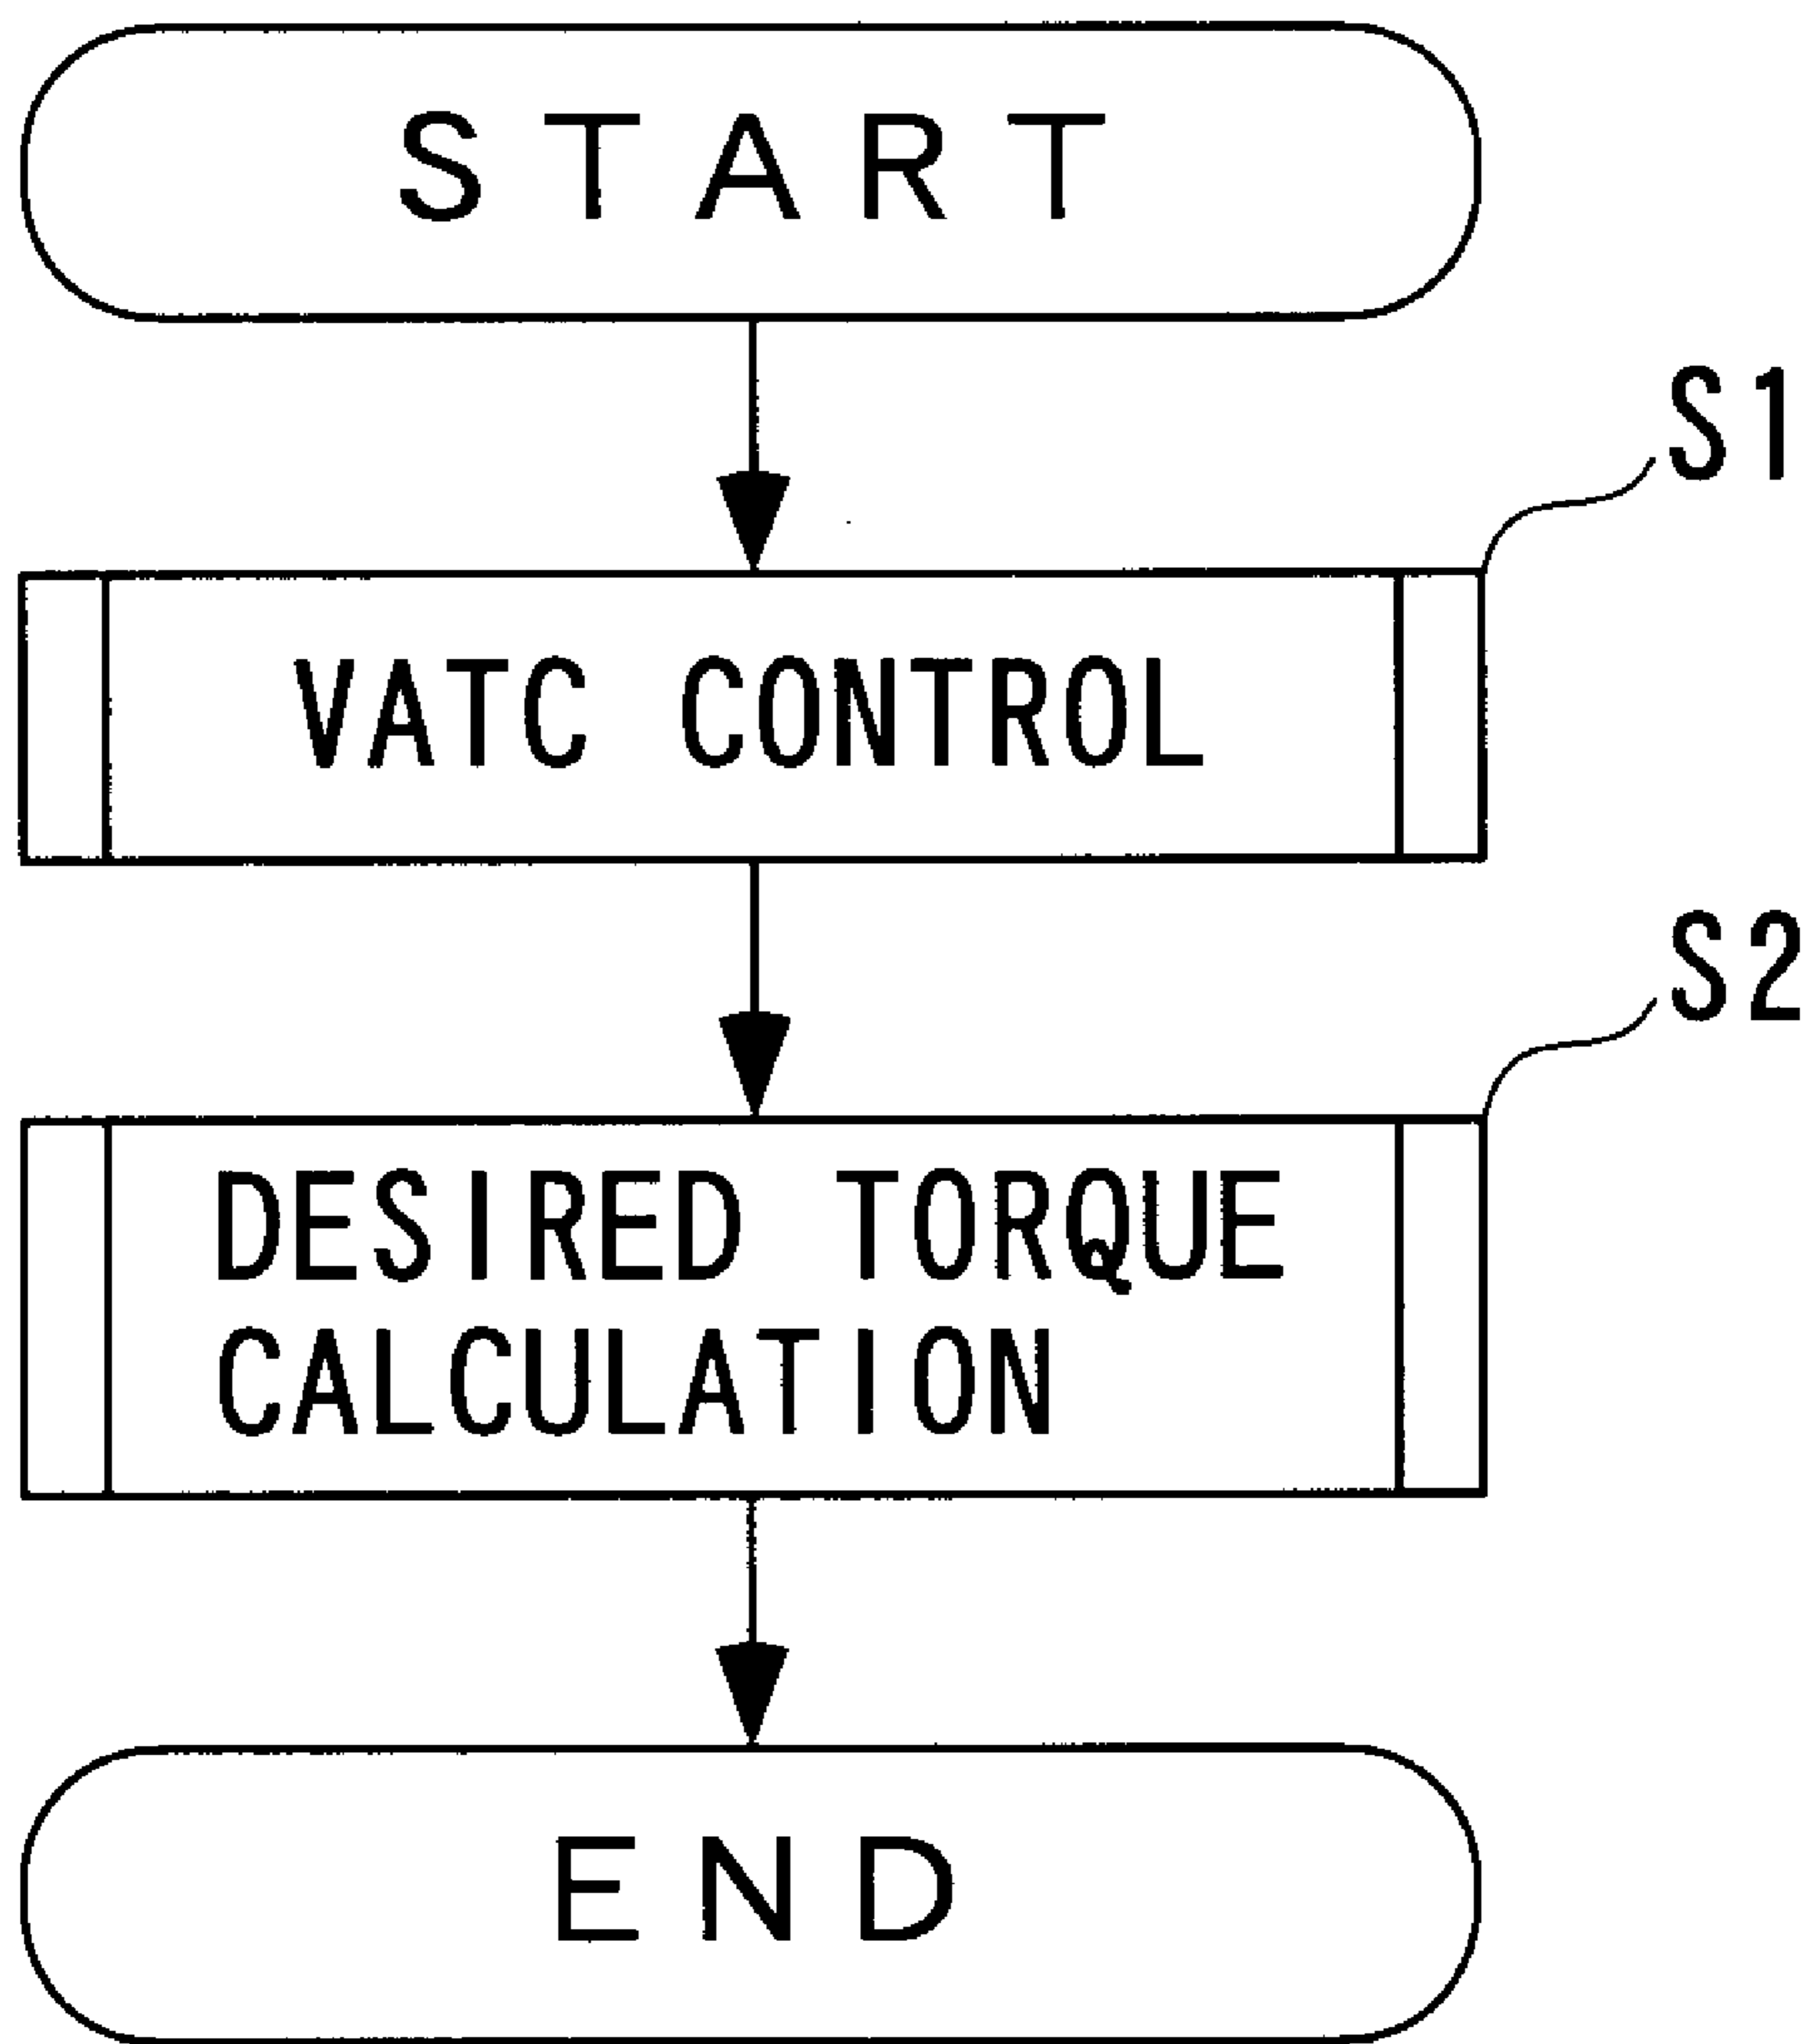 START
S1
VATC CONTROL
S2
DESIRED TORQUE
CALCULATION
END